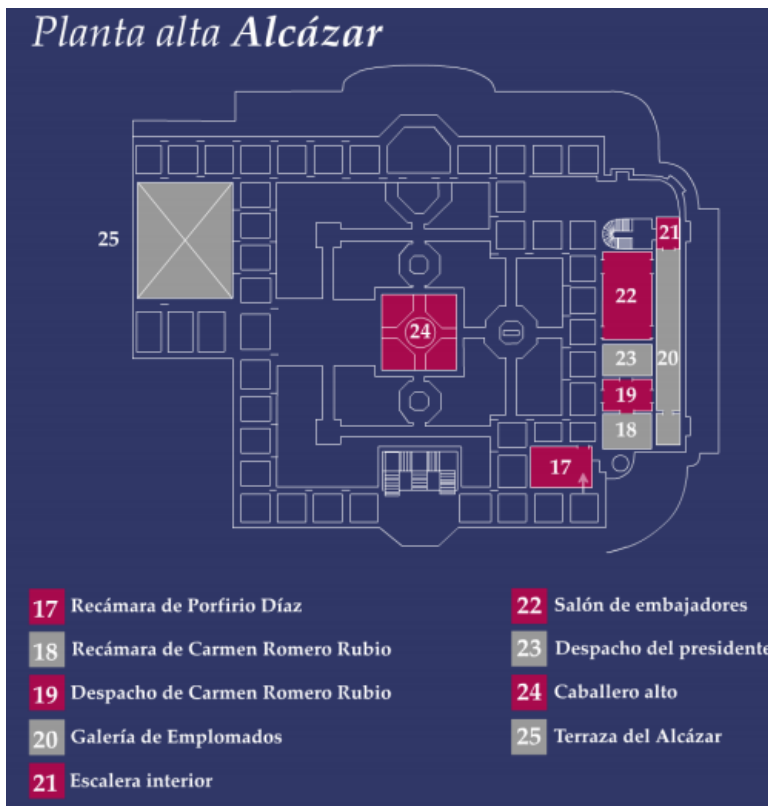 Planta alta Alcázar
25
21
22
24
23
20
19
18
17
17 Recámara de Porfirio Díaz
18 Recámara de Carmen Romero Rubio
19 Despacho de Carmen Romero Rubio
20 Galería de Emplomados
21 Escalera interior
22 Salón de embajadores
23 Despacho del presidente
24 Caballero alto
25 Terraza del Alcázar